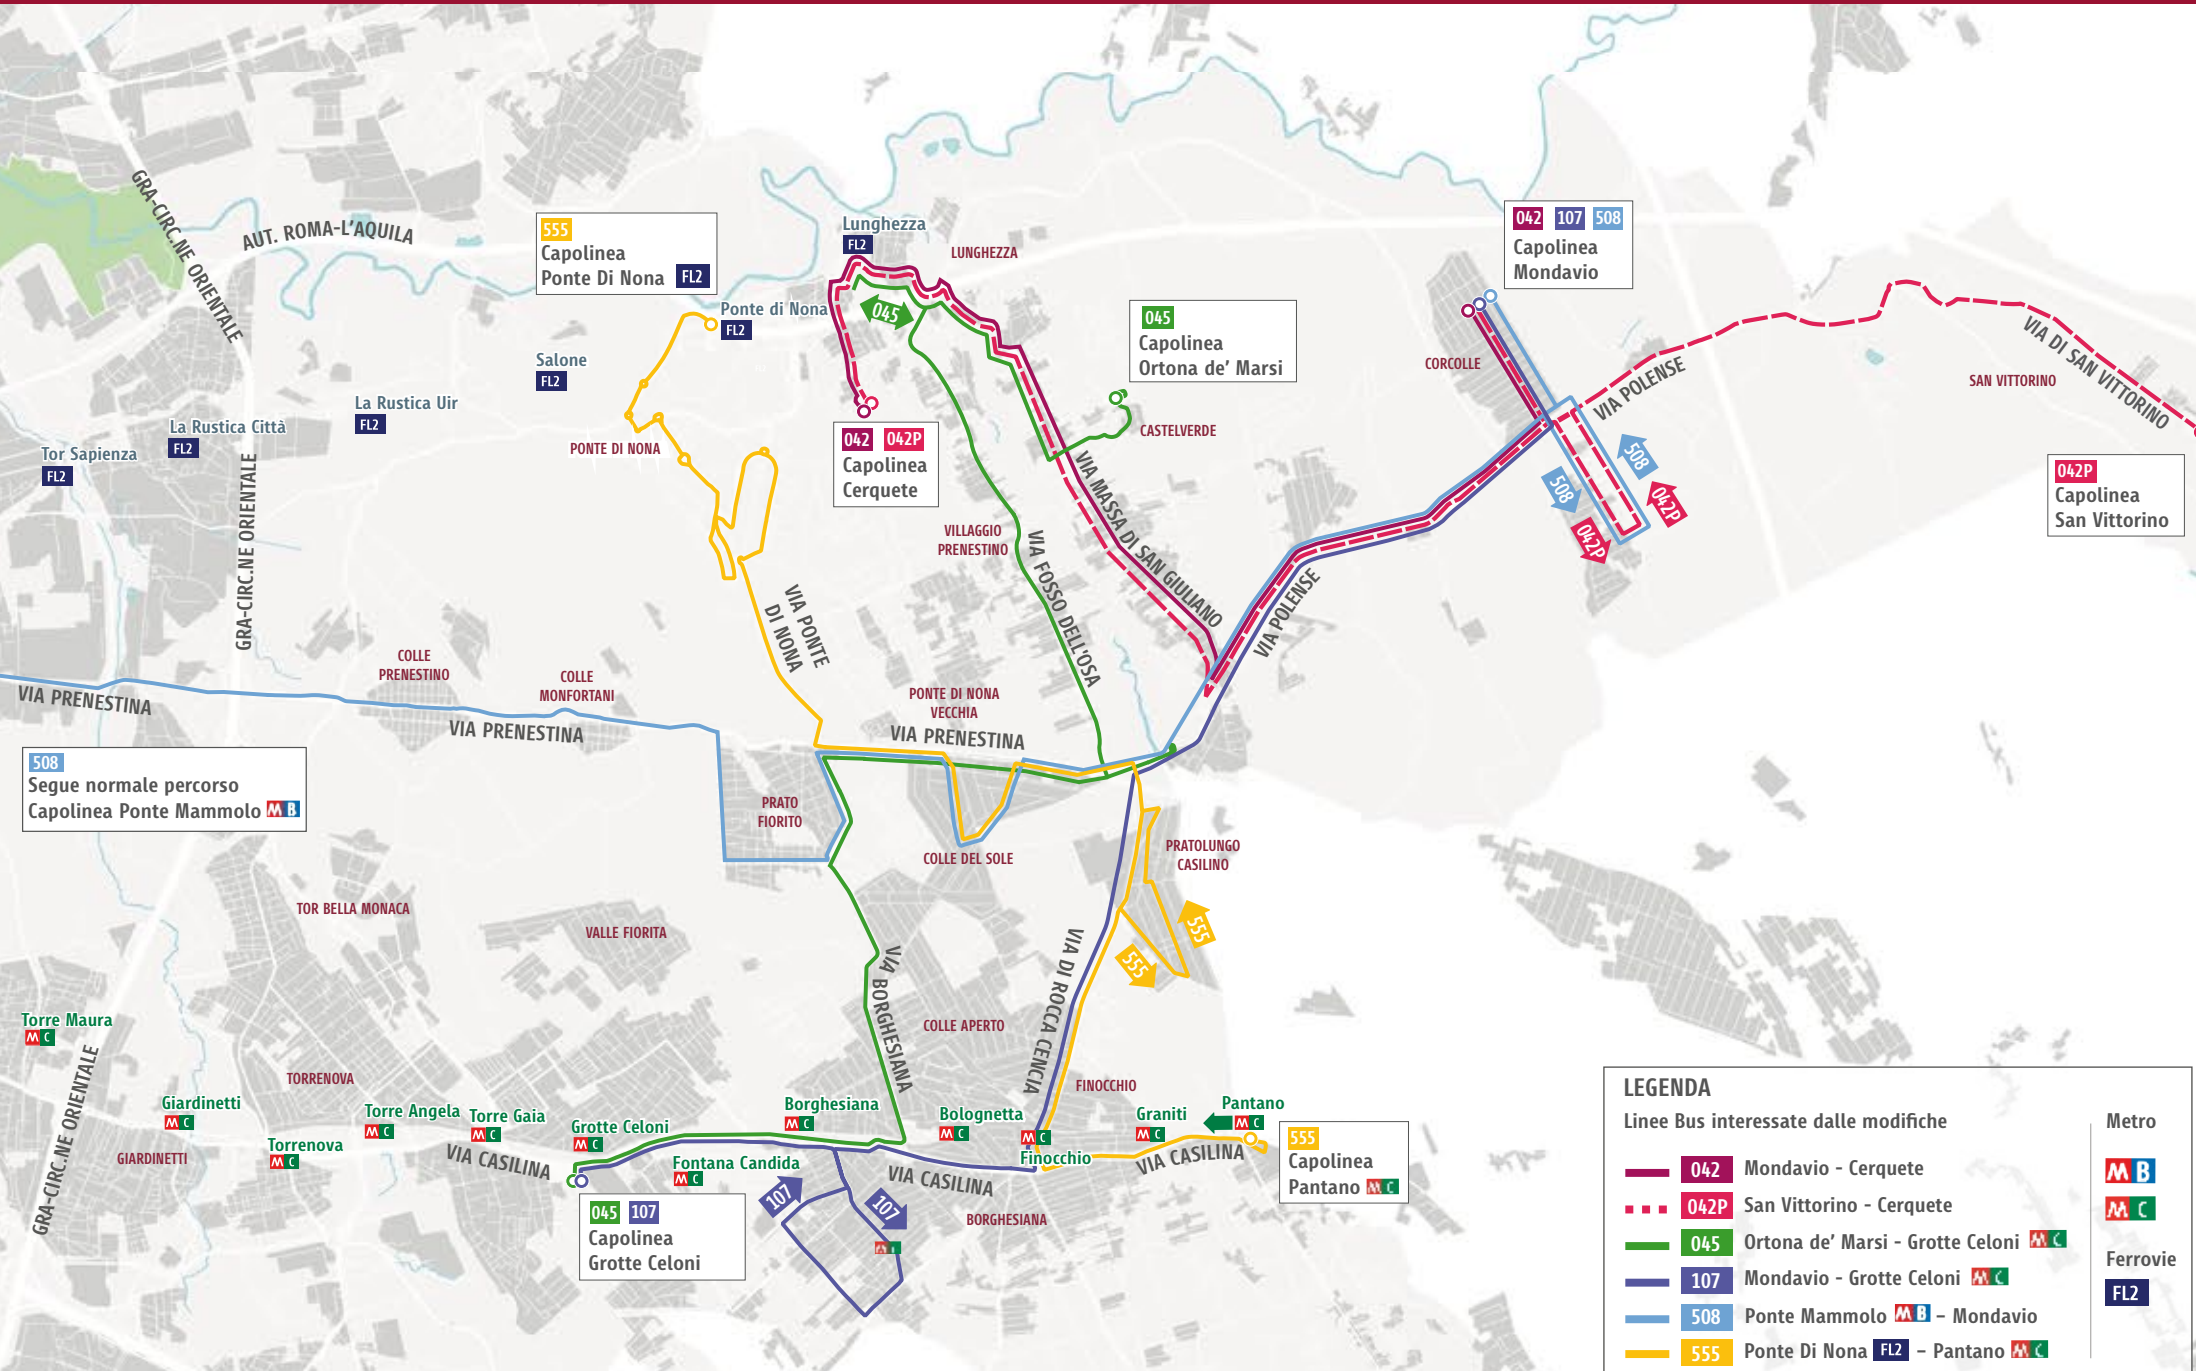 GRA-CIRC.NE ORIENTALE
AUT. ROMA-L'AQUILA
555
Capolinea
Ponte Di Nona FL2
Lunghezza
FL2
LUNGHEZZA
042 107 508
Capolinea
Mondavio
Ponte di Nona
FL2
045
045
Capolinea
Ortona de' Marsi
Salone
FL2
CORCOLLE
VIA POLENSE
VIA DI SAN VITTORINO
SAN VITTORINO
La Rustica Uir
FL2
La Rustica Città
FL2
Tor Sapienza
FL2
PONTE DI NONA
042 042P
Capolinea
Cerquete
CASTELVERDE
508
508
042P
042P
042P
Capolinea
San Vittorino
GRA-CIRC.NE ORIENTALE
VILLAGGIO
PRENESTINO
VIA MASSA DI SAN GIULIANO
VIA FOSSO DELL'OSA
VIA POLENSE
VIA PONTE
DI NONA
COLLE
PRENESTINO
COLLE
MONFORTANI
PONTE DI NONA
VECCHIA
VIA PRENESTINA
VIA PRENESTINA
VIA PRENESTINA
508
Segue normale percorso
Capolinea Ponte Mammolo M B
PRATO
FIORITO
COLLE DEL SOLE
PRATOLUNGO
CASILINO
TOR BELLA MONACA
VALLE FIORITA
555
555
VIA BORGHESIANA
VIA DI ROCCA CENCIA
COLLE APERTO
Torre Maura
M C
GRA-CIRC.NE ORIENTALE
TORRENOVA
FINOCCHIO
Giardinetti
M C
GIARDINETTI
Torrenova
M C
Torre Angela
M C
Torre Gaia
M C
Grotte Celoni
M C
Borghesiana
M C
Bolognetta
M C
M C
Finocchio
Graniti
M C
Pantano
M C
VIA CASILINA
Fontana Candida
M C
VIA CASILINA
VIA CASILINA
555
Capolinea
Pantano M C
107
107
M C
BORGHESIANA
045 107
Capolinea
Grotte Celoni
LEGENDA
Linee Bus interessate dalle modifiche
042 Mondavio - Cerquete
042P San Vittorino - Cerquete
045 Ortona de' Marsi - Grotte Celoni M C
107 Mondavio - Grotte Celoni M C
508 Ponte Mammolo M B – Mondavio
555 Ponte Di Nona FL2 – Pantano M C
Metro
M B
M C
Ferrovie
FL2